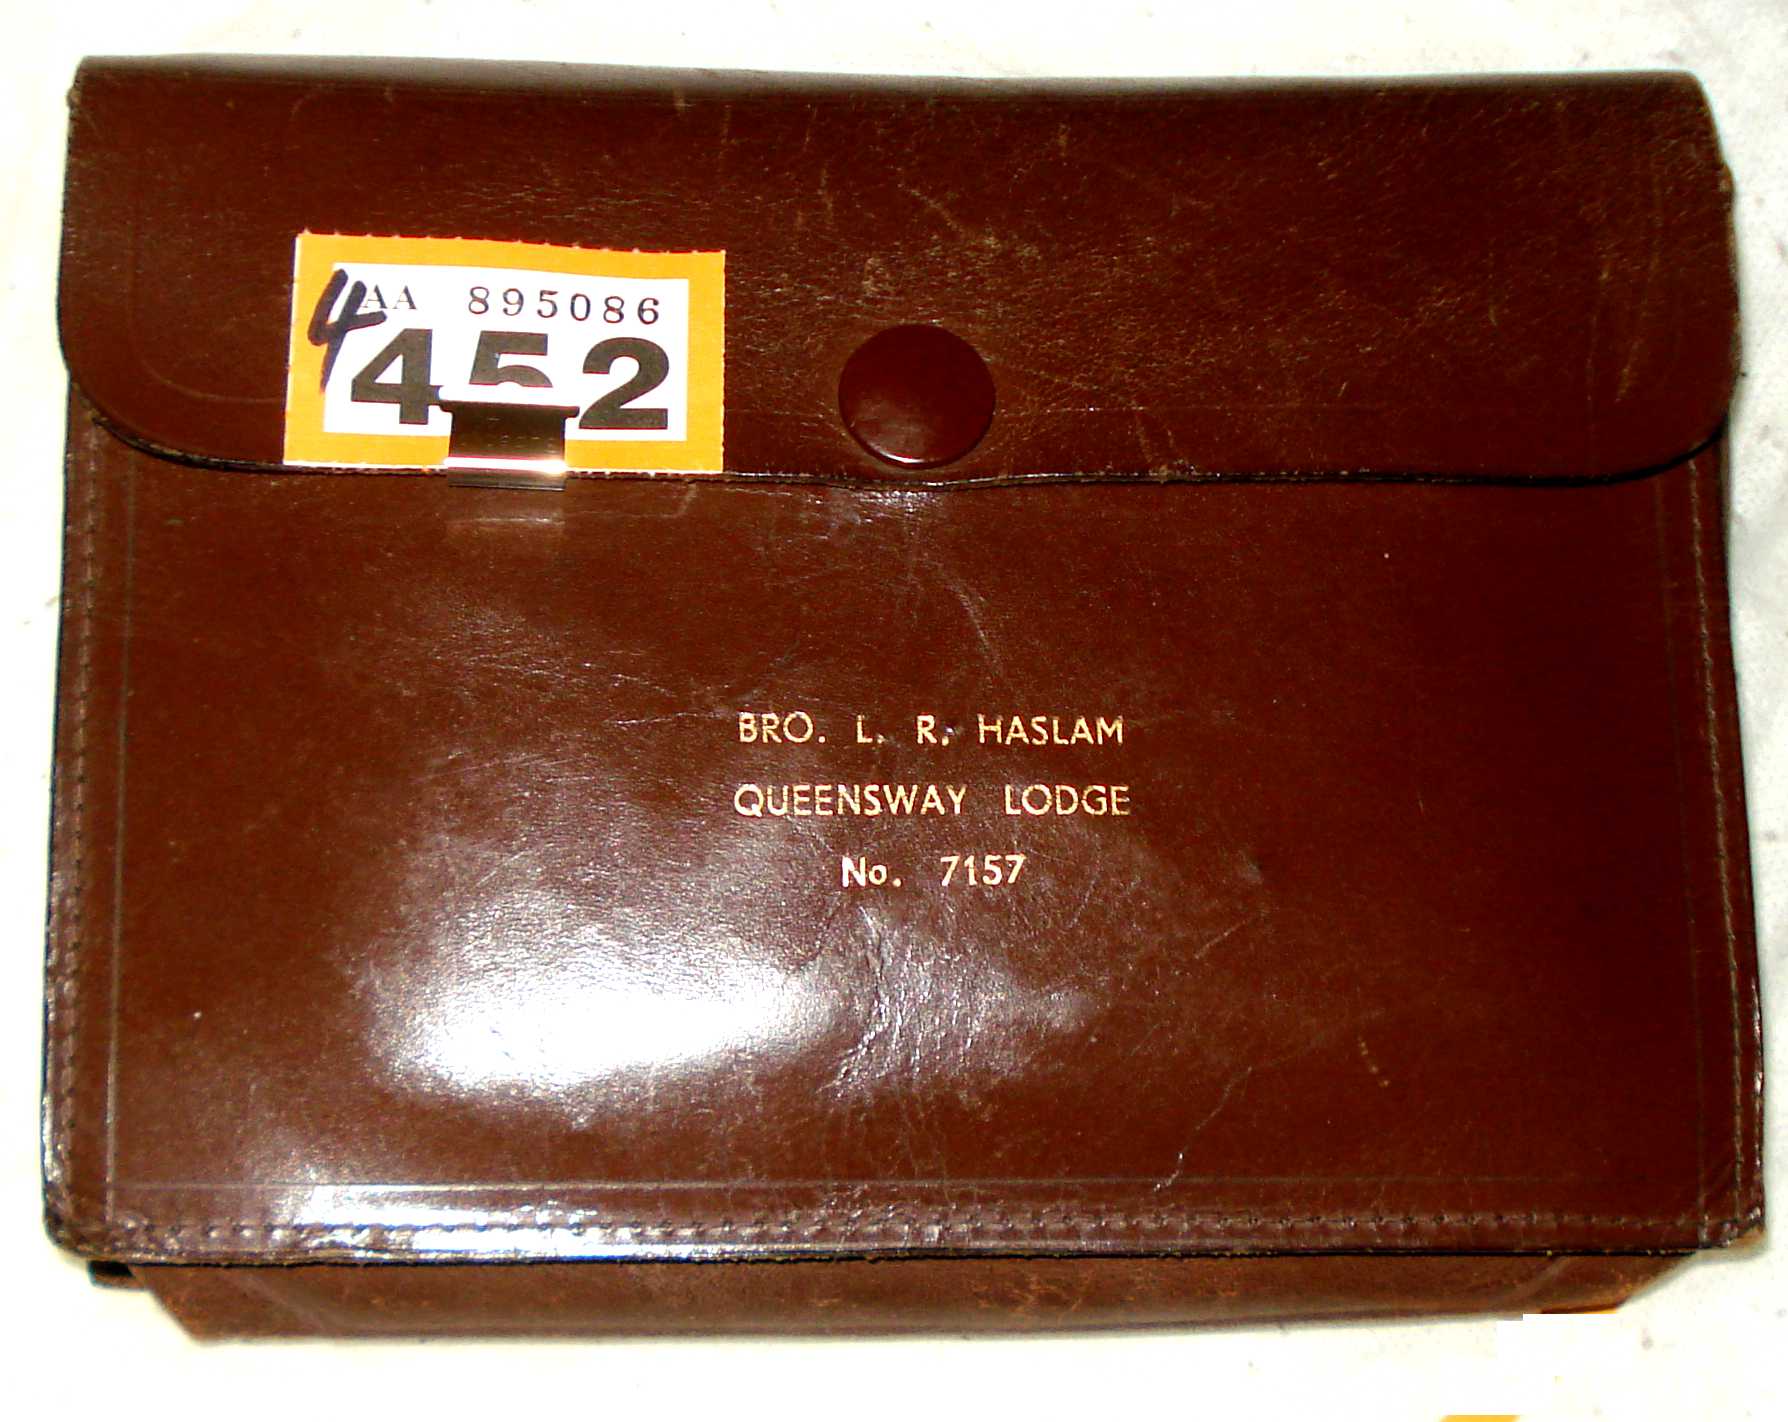 4
AA 895086
452
BRO. L. R. HASLAM
QUEENSWAY LODGE
No. 7157